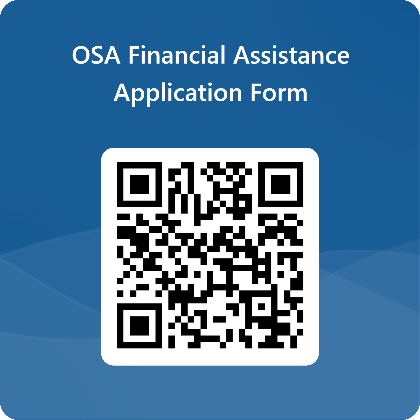 OSA Financial Assistance
Application Form